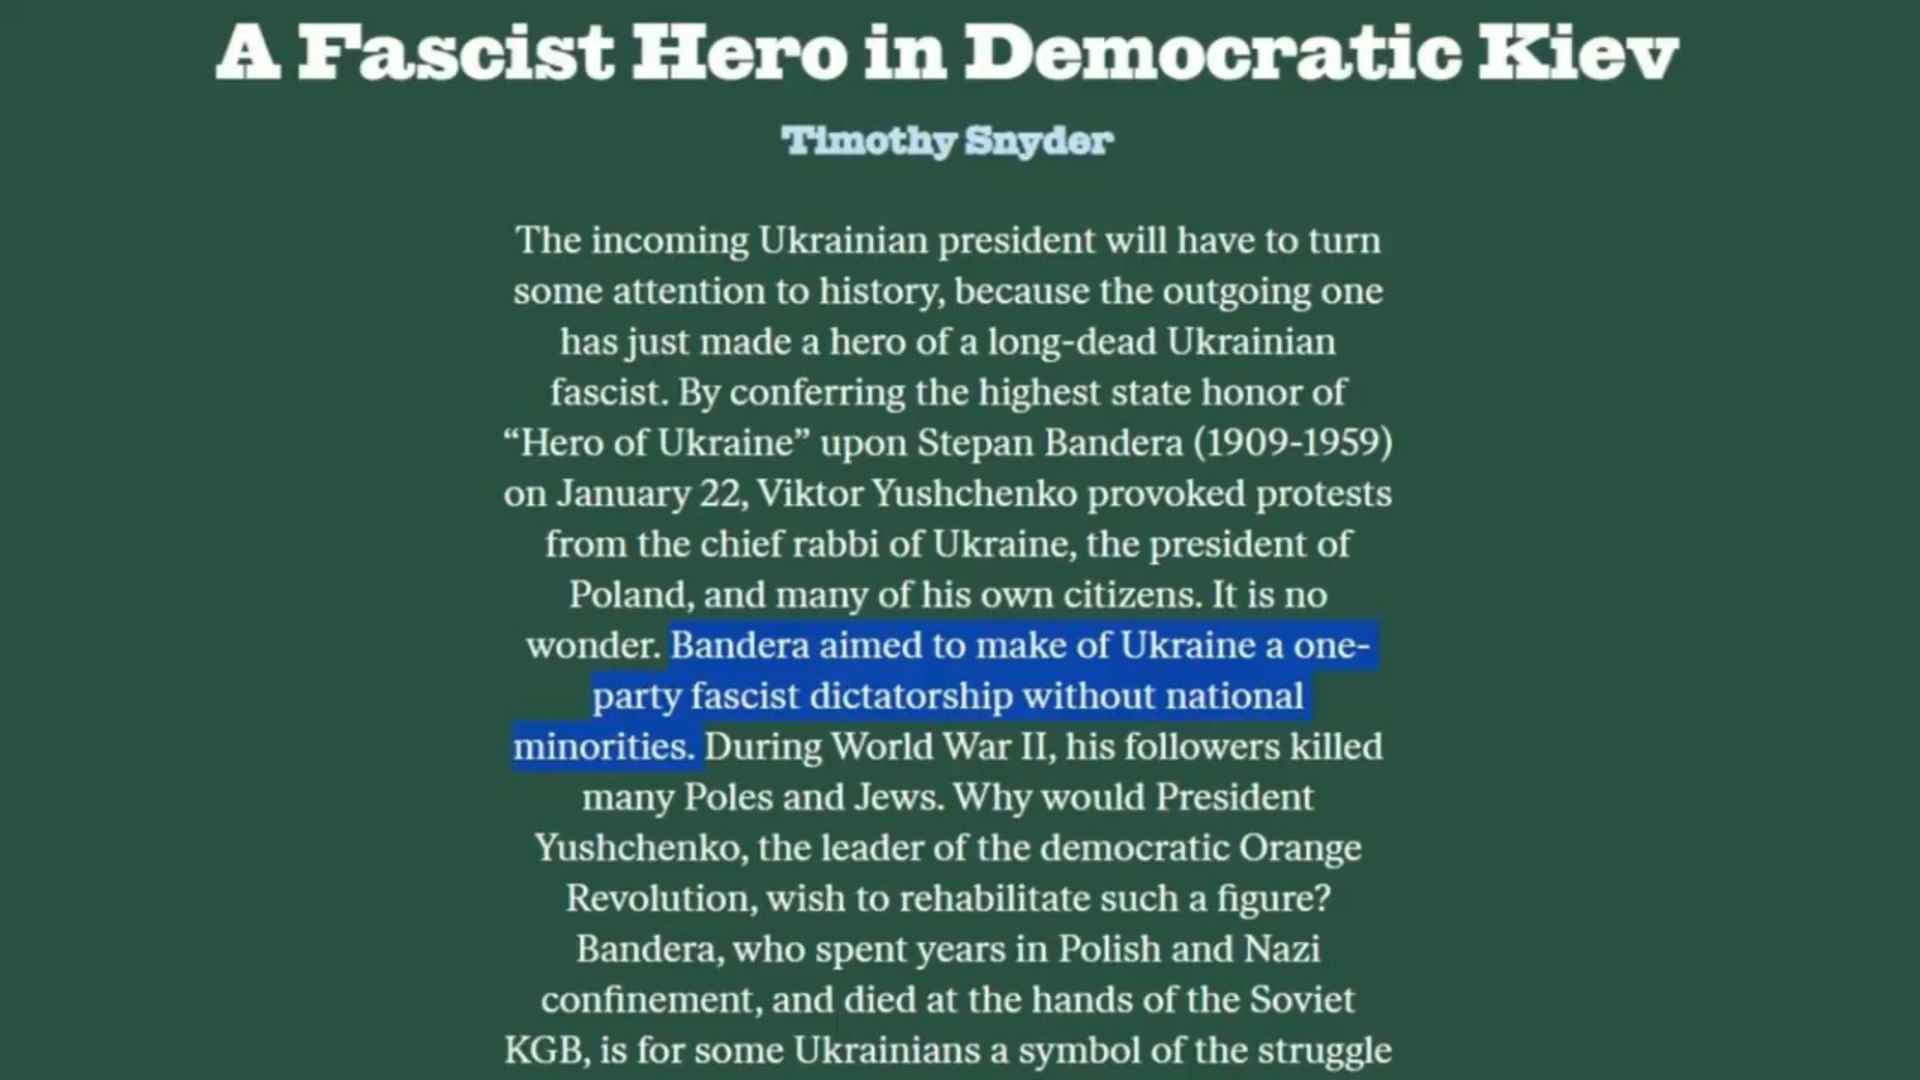 A Fascist Hero in Democratic Kiev
Timothy Snyder
The incoming Ukrainian president will have to turn
some attention to history, because the outgoing one
has just made a hero of a long-dead Ukrainian
fascist. By conferring the highest state honor of
“Hero of Ukraine” upon Stepan Bandera (1909-1959)
on January 22, Viktor Yushchenko provoked protests
from the chief rabbi of Ukraine, the president of
Poland, and many of his own citizens. It is no
wonder. Bandera aimed to make of Ukraine a one-
party fascist dictatorship without national
minorities. During World War II, his followers killed
many Poles and Jews. Why would President
Yushchenko, the leader of the democratic Orange
Revolution, wish to rehabilitate such a figure?
Bandera, who spent years in Polish and Nazi
confinement, and died at the hands of the Soviet
KGB, is for some Ukrainians a symbol of the struggle